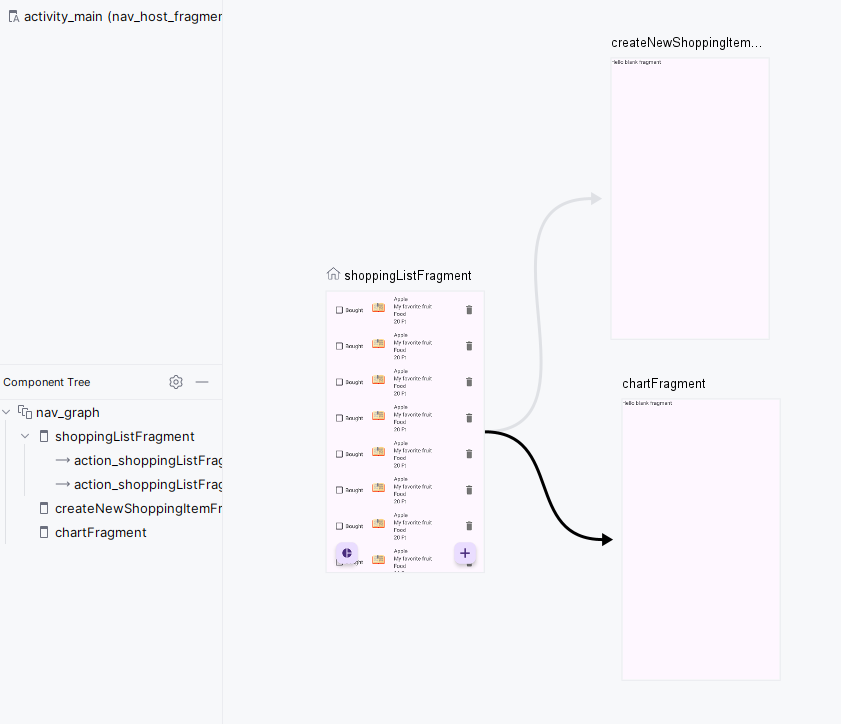 activity_main (nav_host_fragmer
Component Tree
nav_graph
shoppingListFragment
action_shoppingListFrag
action_shoppingListFrag
createNewShoppingItemFr
chartFragment
createNewShoppingItem...
Hello blank fragment
shoppingListFragment
Apple
My favorite fruit
Bought
Food
20 Ft
Apple
My favorite fruit
Bought
Food
20 Ft
Apple
My favorite fruit
Bought
Food
20 Ft
Apple
My favorite fruit
Bought
Food
20 Ft
Apple
My favorite fruit
Bought
Food
20 Ft
Apple
My favorite fruit
Bought
Food
20 Ft
Apple
My favorite fruit
Bought
Food
20 Ft
Apple
My favorite fruit
Food
chartFragment
Hello blank fragment